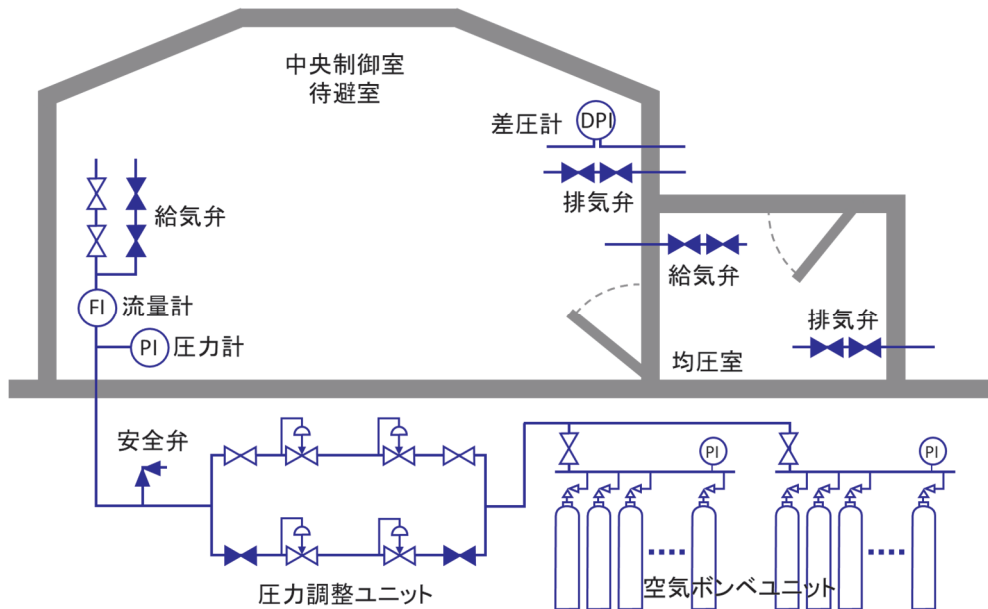 中央制御室
待避室
差圧計
DPI
排気弁
給気弁
給気弁
FI
流量計
排気弁
PI
圧力計
均圧室
安全弁
PI
PI
圧力調整ユニット
空気ボンベユニット